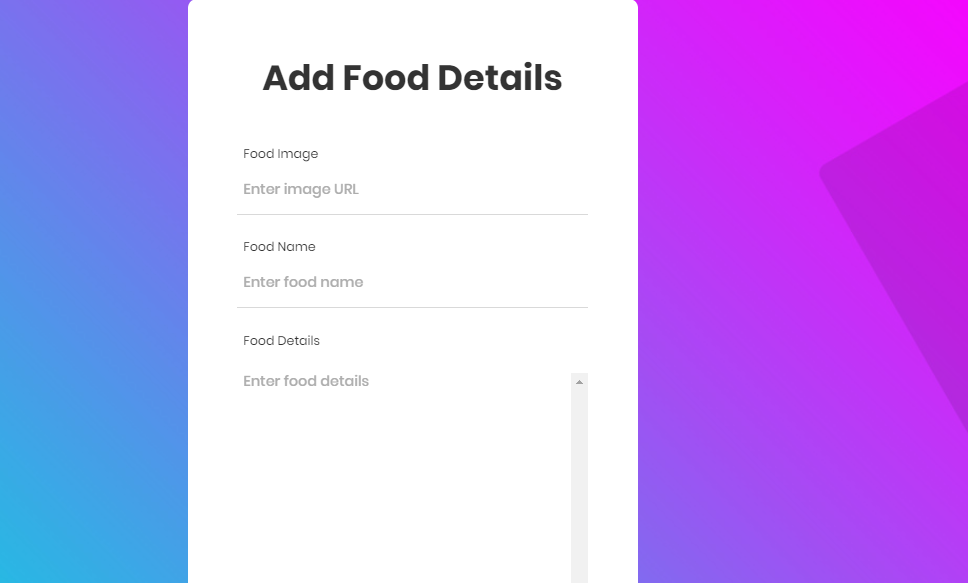 Add Food Details
Food Image
Enter image URL
Food Name
Enter food name
Food Details
Enter food details